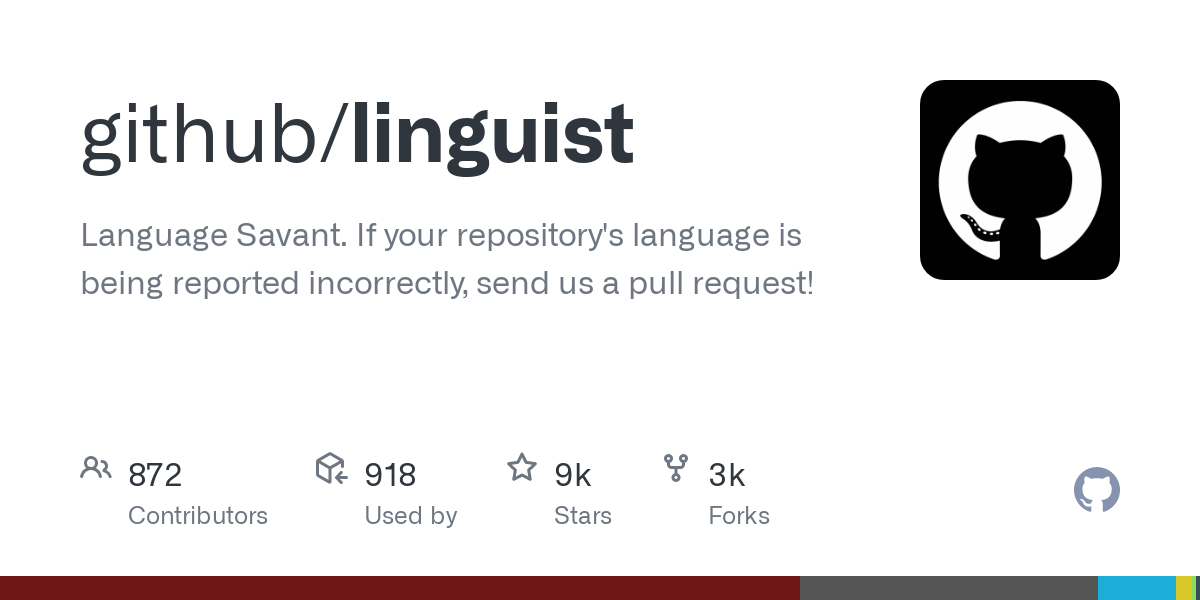 github/linguist
Language Savant. If your repository's language is
being reported incorrectly, send us a pull request!
872
Contributors
918
Used by
9k
Stars
3k
Forks